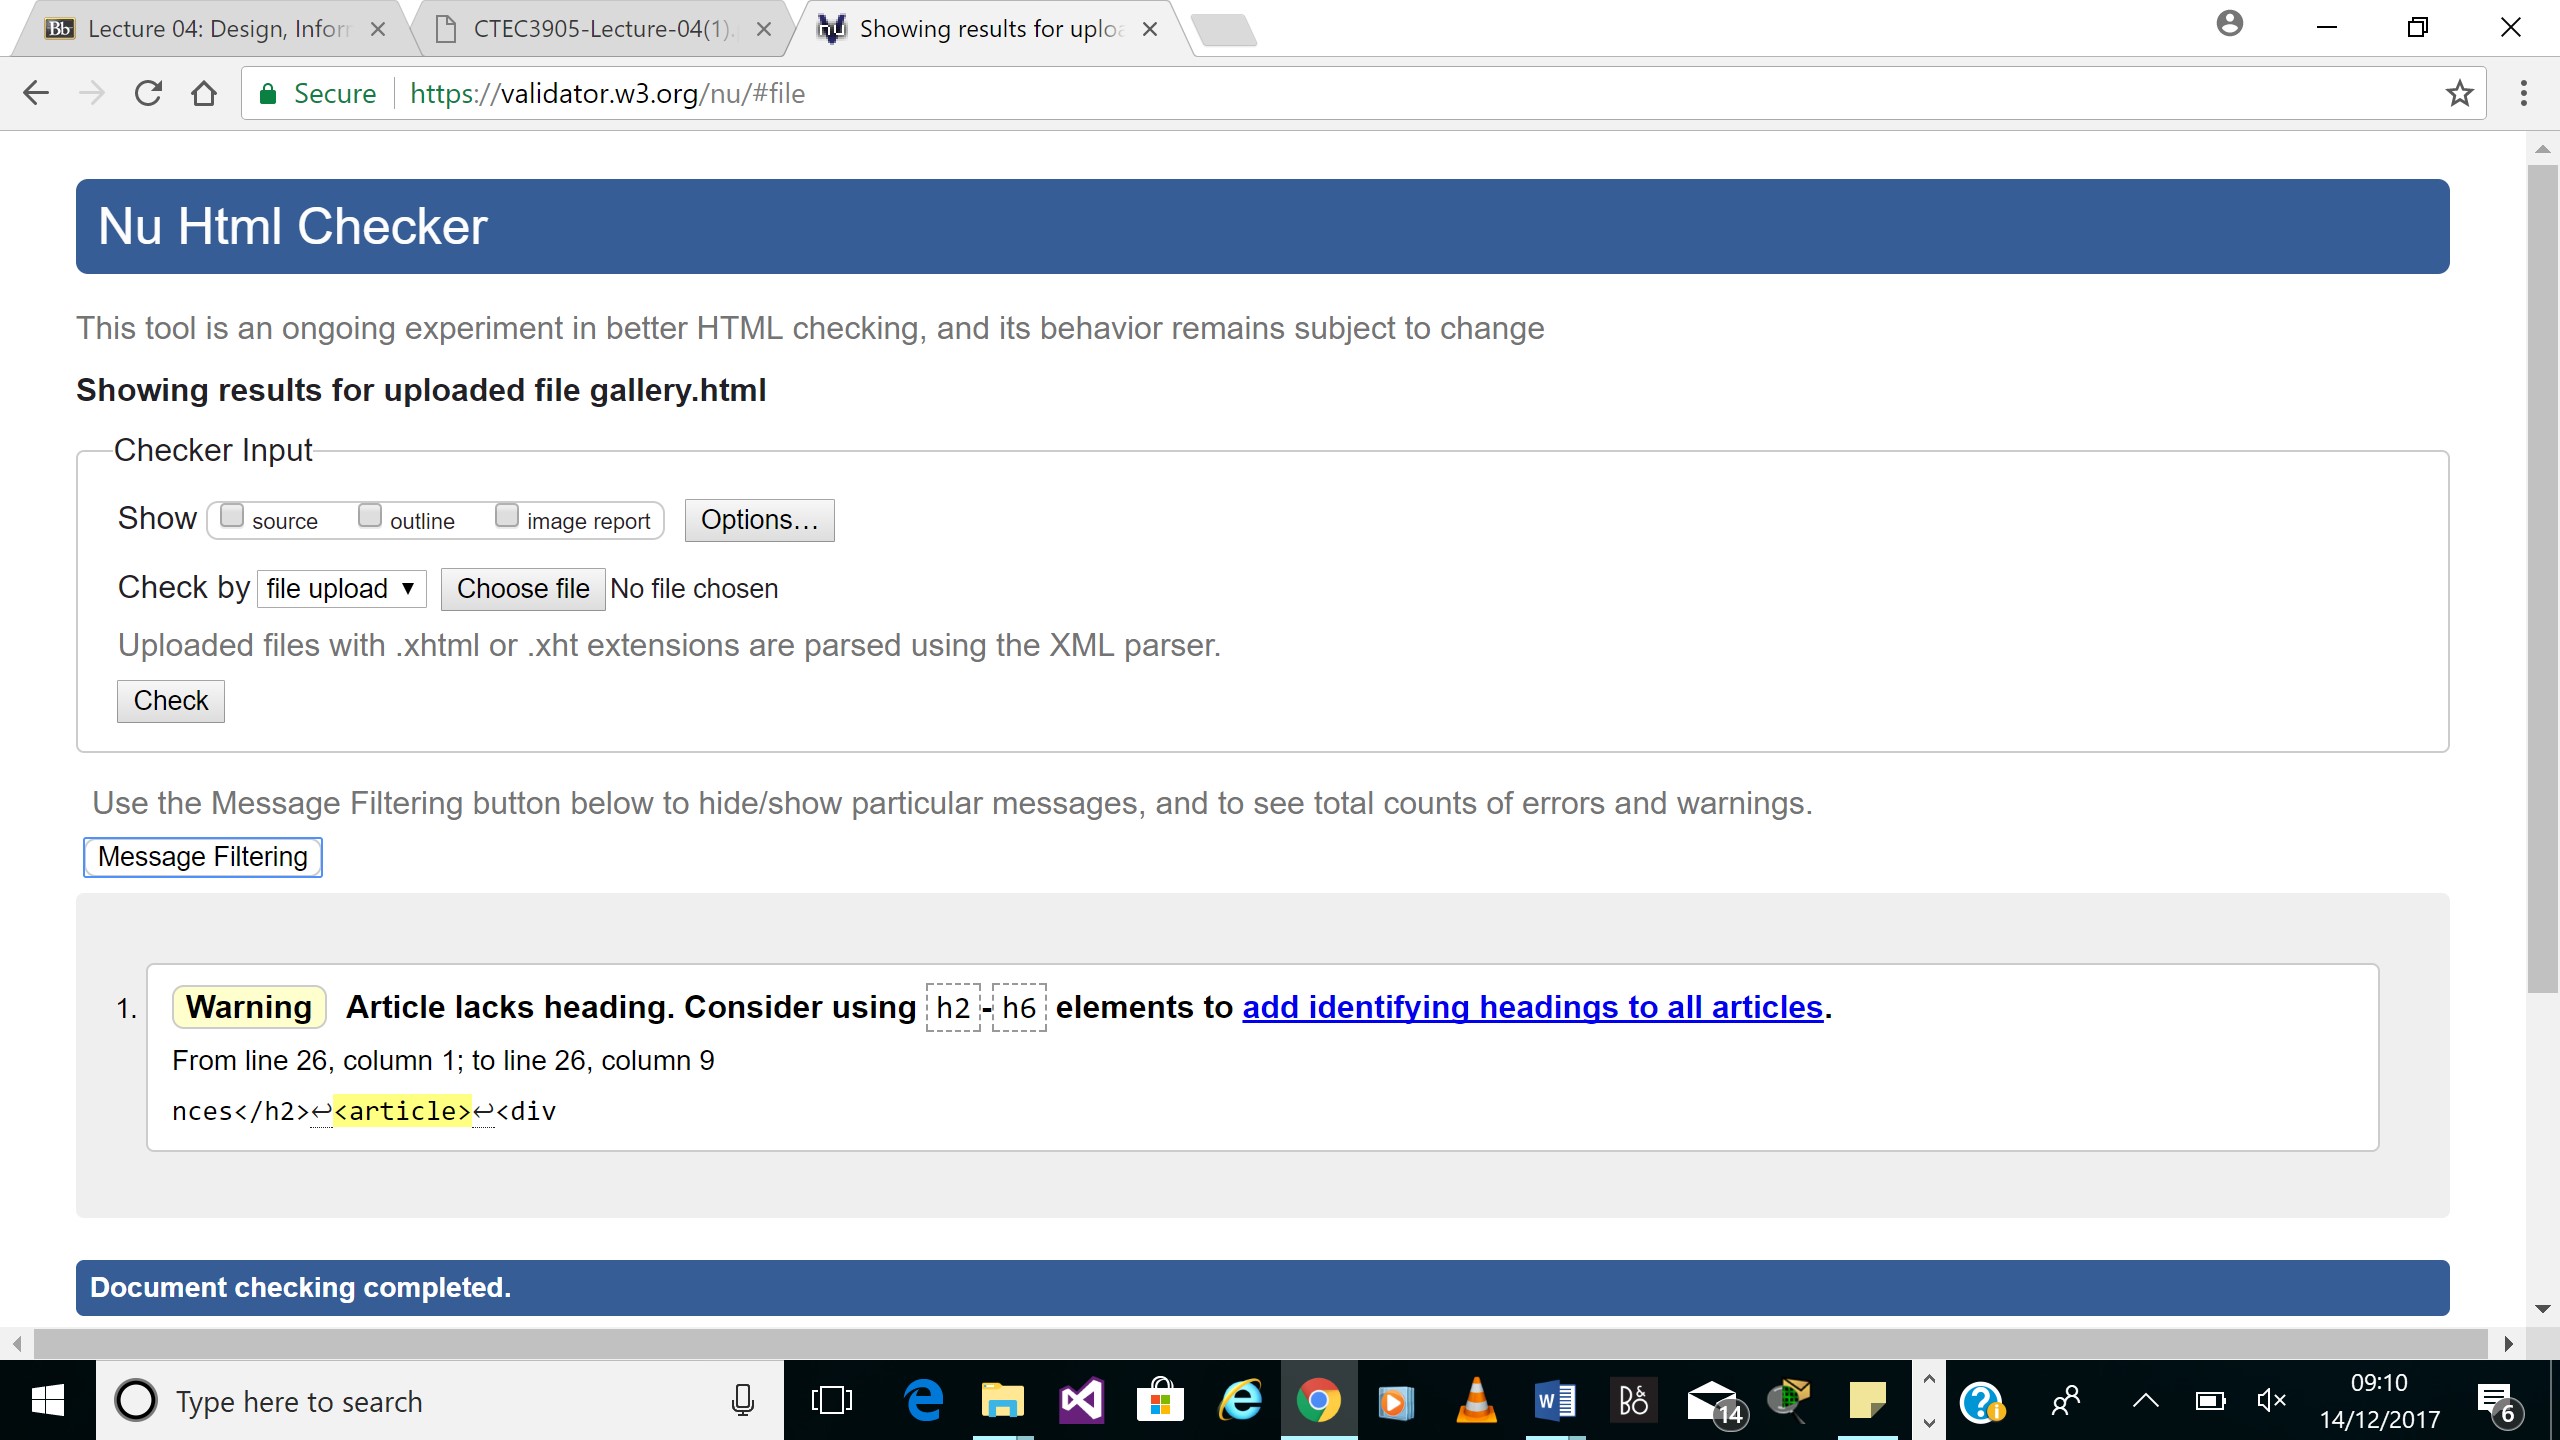 Bb Lecture 04: Design, Infor
CTEC3905-Lecture-04(1).
nu Showing results for uploa
Secure https://validator.w3.org/nu/#file
Nu Html Checker
This tool is an ongoing experiment in better HTML checking, and its behavior remains subject to change
Showing results for uploaded file gallery.html
Checker Input
Show source outline image report Options...
Check by file upload Choose file No file chosen
Uploaded files with .xhtml or .xht extensions are parsed using the XML parser.
Check
Use the Message Filtering button below to hide/show particular messages, and to see total counts of errors and warnings.
Message Filtering
1. Warning Article lacks heading. Consider using h2-h6 elements to add identifying headings to all articles.
From line 26, column 1; to line 26, column 9
nces</h2>↩<article>↩<div
Document checking completed.
Type here to search
W
B&O
14
09:10
14/12/2017
6